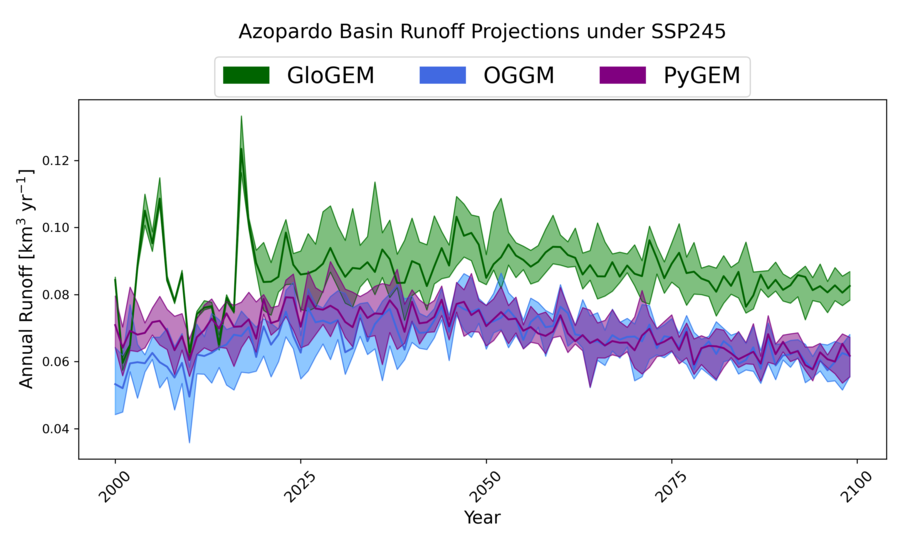 Azopardo Basin Runoff Projections under SSP245
GloGEM OGGM PyGEM
Annual Runoff [km³ yr⁻¹]
0.12
0.10
0.08
0.06
0.04
2000 2025 2050 2075 2100
Year